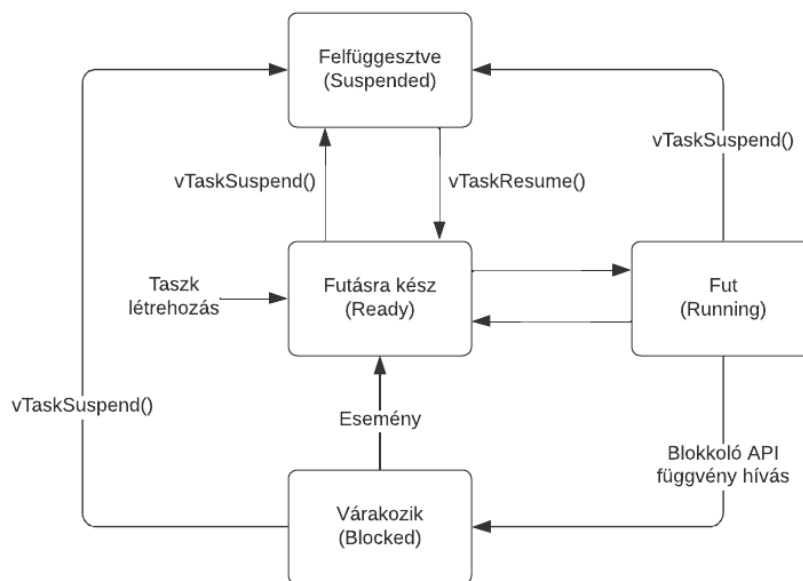 Felfüggesztve
(Suspended)
vTaskSuspend()
vTaskSuspend()
vTaskResume()
Taszk
létrehozás
Futásra kész
(Ready)
Fut
(Running)
vTaskSuspend()
Esemény
Blokkoló API
függvény hívás
Várakozik
(Blocked)